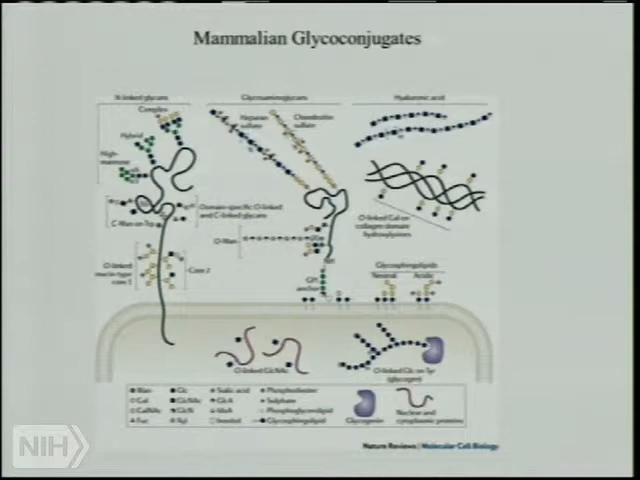 Mammalian Glycoconjugates
N-linked glycans
Glycosaminoglycans
Hyaluronic acid
Complex
Hybrid
High-
mannose
Heparan
sulfate
Chondroitin
sulfate
Domain-specific O-linked
and C-linked glycans
C-Man on Trp
O-linked Gal on
collagen domain
hydroxylysines
O-Man
O-linked
mucin-type
core 1
Core 2
GPI
anchor
Glycosphingolipids
Neutral
Acidic
O-linked GlcNAc
O-linked Glc on Tyr
(glycogen)
Man
Glc
Sialic acid
Phosphodiester
Gal
GlcNAc
GlcA
Sulphate
GalNAc
GlcN
IdoA
Phosphoglycerolipid
Fuc
Xyl
Inositol
Glycosphingolipid
Glycogenin
Nuclear and
cytoplasmic proteins
Nature Reviews | Molecular Cell Biology
NIH